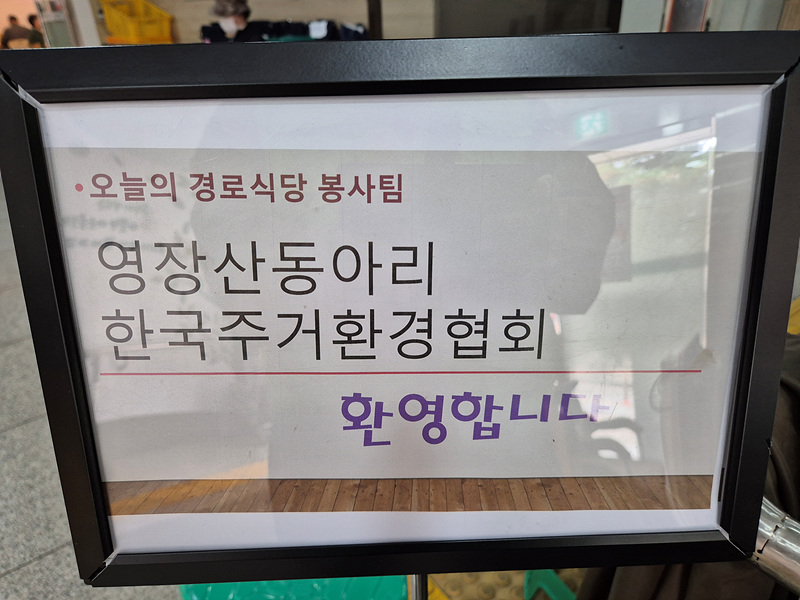 •오늘의 경로식당 봉사팀
영장산동아리
한국주거환경협회
환영합니다